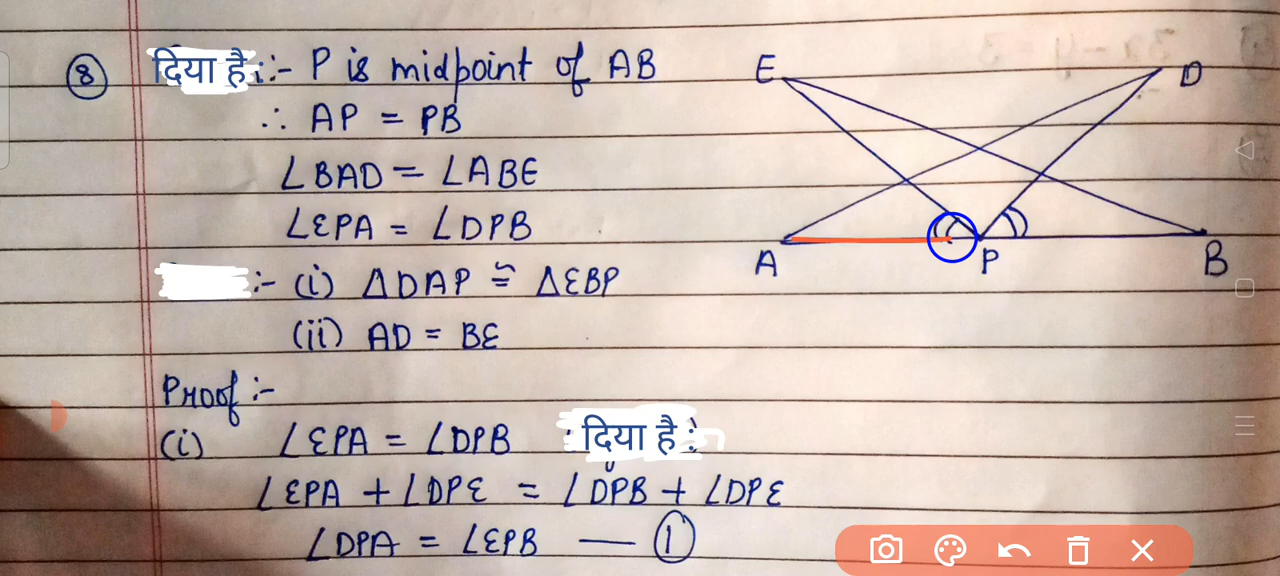 ⑧ दिया है :- P is midpoint of AB
∴ AP = PB
∠BAD = ∠ABE
∠EPA = ∠DPB
:- (i) ΔDAP ≅ ΔEBP
(ii) AD = BE
Proof :-
(i) ∠EPA = ∠DPB दिया है :
∠EPA + ∠DPE = ∠DPB + ∠DPE
∠DPA = ∠EPB — ①
E D
A P B